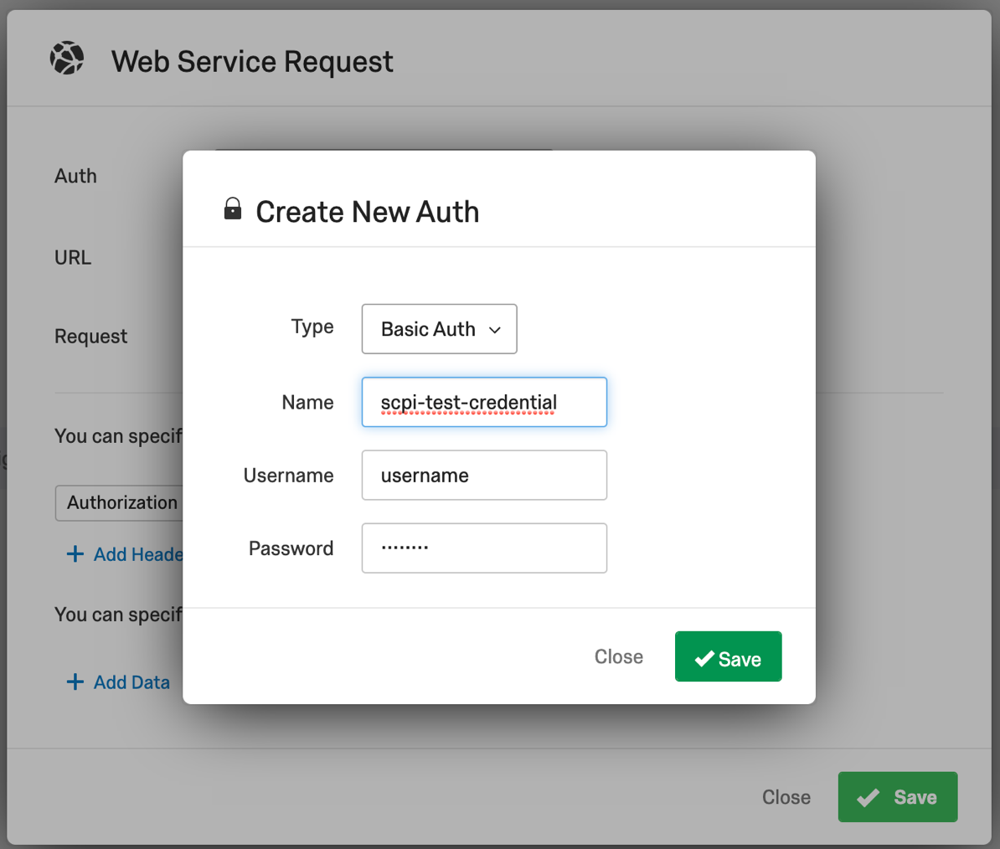 Web Service Request
Auth
URL
Request
You can specif
Authorization
+ Add Heade
You can specif
+ Add Data
Close
Save
Create New Auth
Type
Basic Auth
Name
scpi-test-credential
Username
username
Password
········
Close
Save